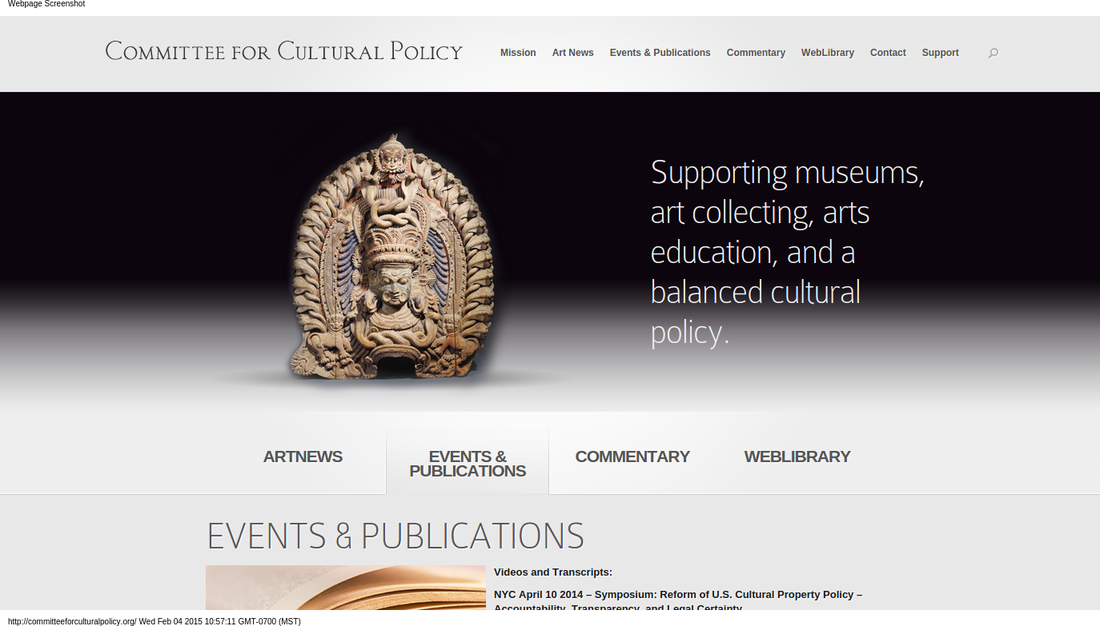 Webpage Screenshot
Committee for Cultural Policy
Mission Art News Events & Publications Commentary WebLibrary Contact Support
Supporting museums,
art collecting, arts
education, and a
balanced cultural
policy.
ARTNEWS
EVENTS &
PUBLICATIONS
COMMENTARY
WEBLIBRARY
EVENTS & PUBLICATIONS
Videos and Transcripts:
NYC April 10 2014 – Symposium: Reform of U.S. Cultural Property Policy –
Accountability, Transparency, and Legal Certainty
http://committeeforculturalpolicy.org/ Wed Feb 04 2015 10:57:11 GMT-0700 (MST)